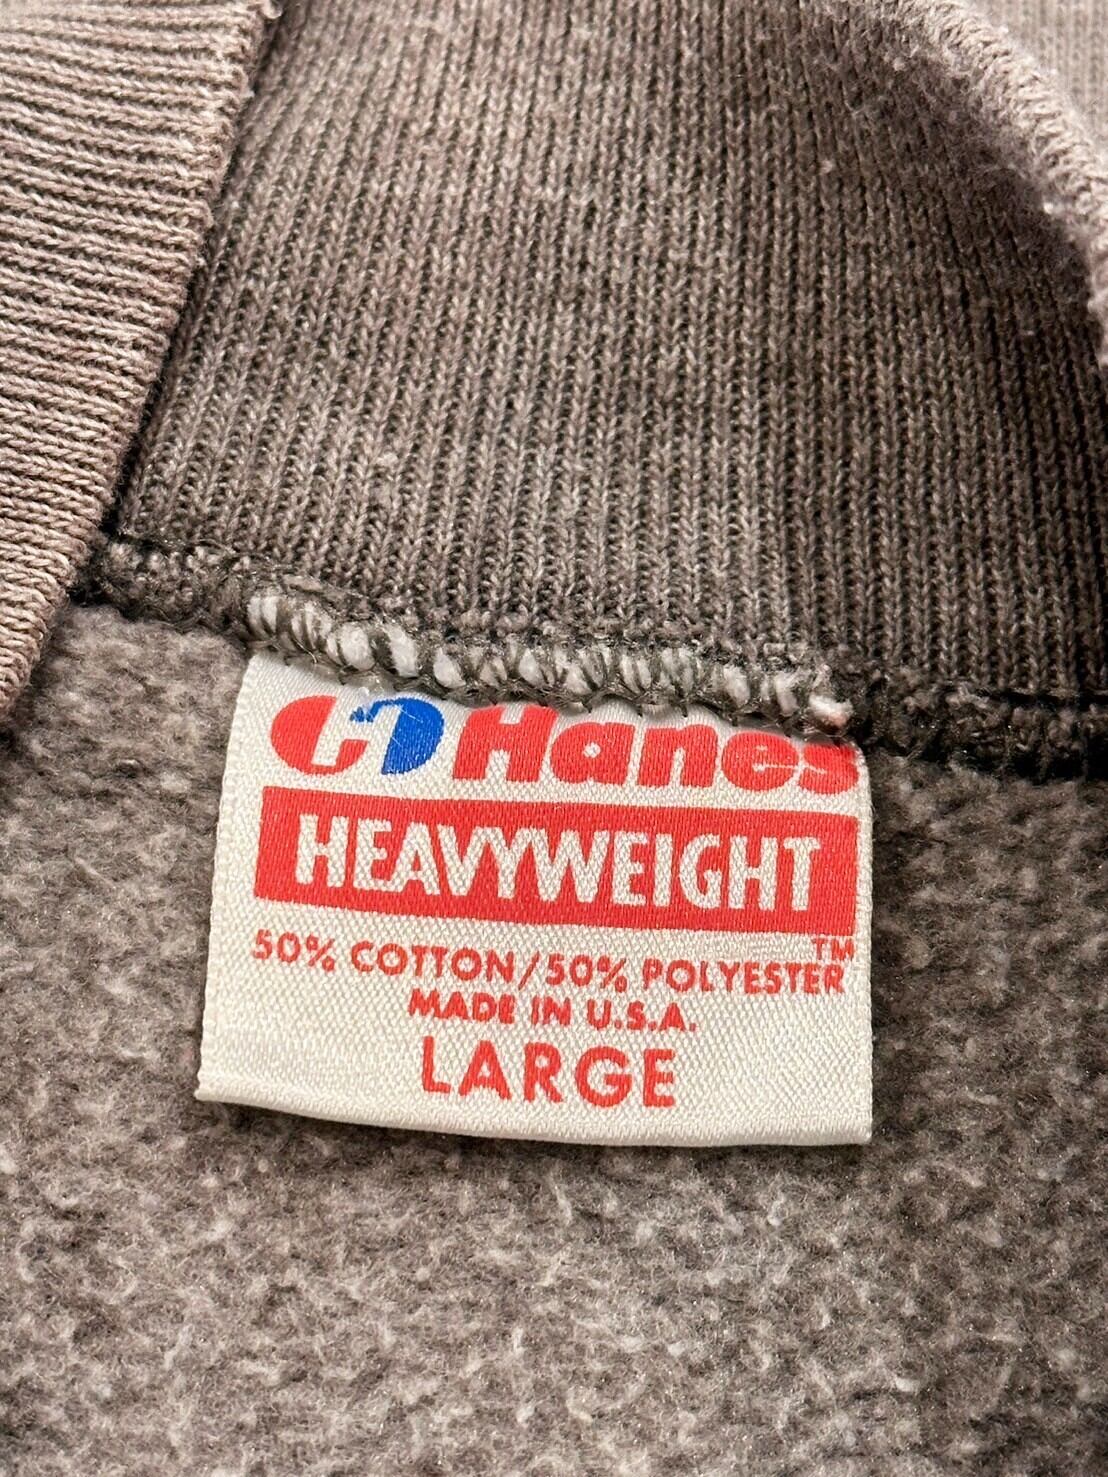 Hanes
HEAVYWEIGHT
TM
50% COTTON/50% POLYESTER
MADE IN U.S.A.
LARGE